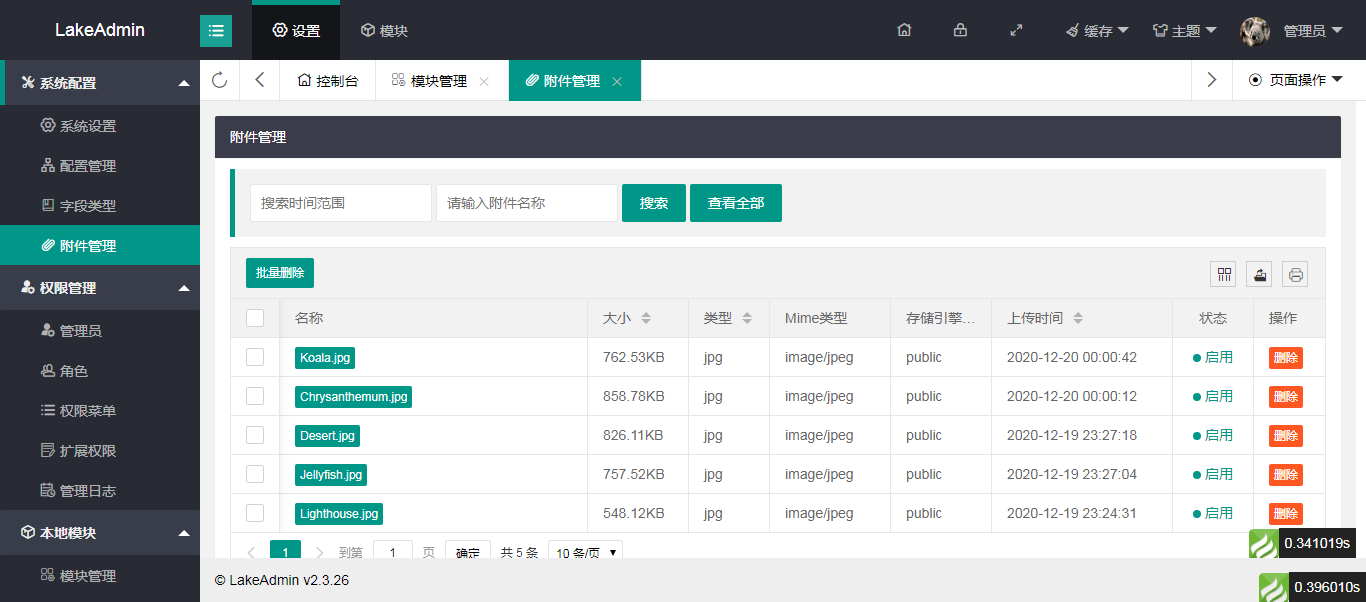 LakeAdmin
设置
模块
缓存
主题
管理员
系统配置
控制台
模块管理
附件管理
页面操作
系统设置
配置管理
字段类型
附件管理
权限管理
管理员
角色
权限菜单
扩展权限
管理日志
本地模块
模块管理
附件管理
搜索时间范围
请输入附件名称
搜索
查看全部
批量删除
名称 大小 类型 Mime类型 存储引擎... 上传时间 状态 操作
Koala.jpg 762.53KB jpg image/jpeg public 2020-12-20 00:00:42 启用 删除
Chrysanthemum.jpg 858.78KB jpg image/jpeg public 2020-12-20 00:00:12 启用 删除
Desert.jpg 826.11KB jpg image/jpeg public 2020-12-19 23:27:18 启用 删除
Jellyfish.jpg 757.52KB jpg image/jpeg public 2020-12-19 23:27:04 启用 删除
Lighthouse.jpg 548.12KB jpg image/jpeg public 2020-12-19 23:24:31 启用 删除
1 到第 1 页 确定 共 5 条 10 条/页
0.341019s
© LakeAdmin v2.3.26
0.396010s